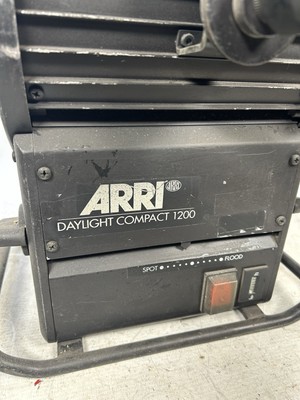 ARRI
DAYLIGHT COMPACT 1200
SPOT FLOOD